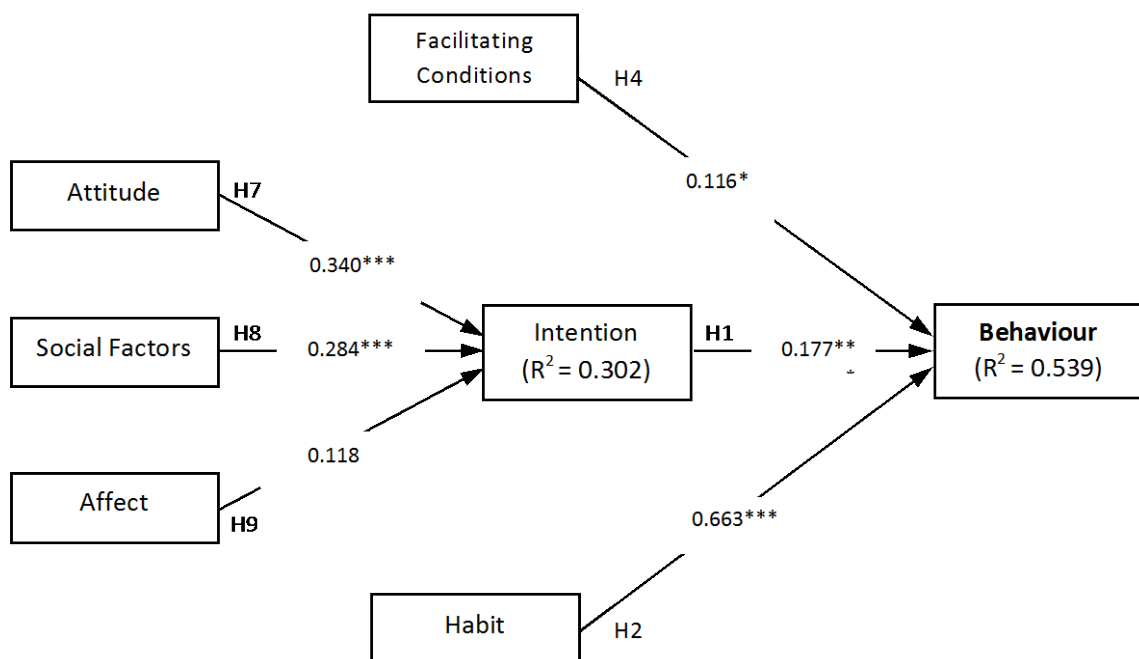 Facilitating
Conditions
H4
0.116*
Attitude
H7
0.340***
Social Factors
H8
0.284***
Intention
(R² = 0.302)
H1
0.177**
*
Behaviour
(R² = 0.539)
0.118
Affect
H9
0.663***
Habit
H2